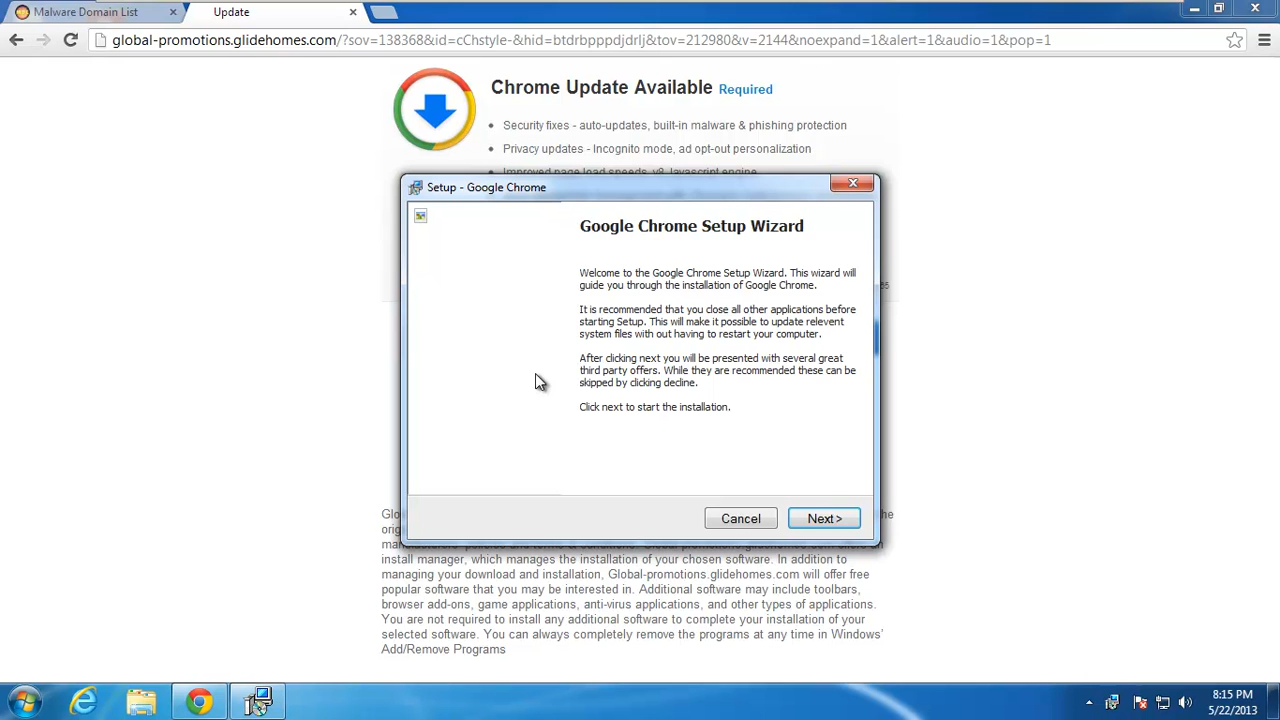 Malware Domain List
Update
global-promotions.glidehomes.com/?sov=138368&id=cChstyle-&hid=btdrbpppdjdrlj&tov=212980&v=2144&noexpand=1&alert=1&audio=1&pop=1
Chrome Update Available Required
Security fixes - auto-updates, built-in malware & phishing protection
Privacy updates - Incognito mode, ad opt-out personalization
Improved page load speeds, v8 Javascript engine
Setup - Google Chrome
Google Chrome Setup Wizard
Welcome to the Google Chrome Setup Wizard. This wizard will
guide you through the installation of Google Chrome.
It is recommended that you close all other applications before
starting Setup. This will make it possible to update relevent
system files with out having to restart your computer.
After clicking next you will be presented with several great
third party offers. While they are recommended these can be
skipped by clicking decline.
Click next to start the installation.
Cancel
Next >
install manager, which manages the installation of your chosen software. In addition to
managing your download and installation, Global-promotions.glidehomes.com will offer free
popular software that you may be interested in. Additional software may include toolbars,
browser add-ons, game applications, anti-virus applications, and other types of applications.
You are not required to install any additional software to complete your installation of your
selected software. You can always completely remove the programs at any time in Windows'
Add/Remove Programs
8:15 PM
5/22/2013